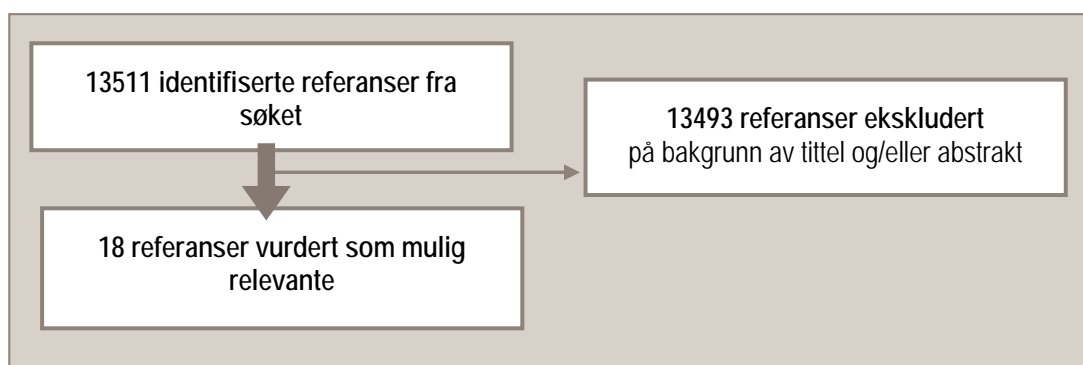 13511 identifiserte referanser fra
søket
13493 referanser ekskludert
på bakgrunn av tittel og/eller abstrakt
18 referanser vurdert som mulig
relevante